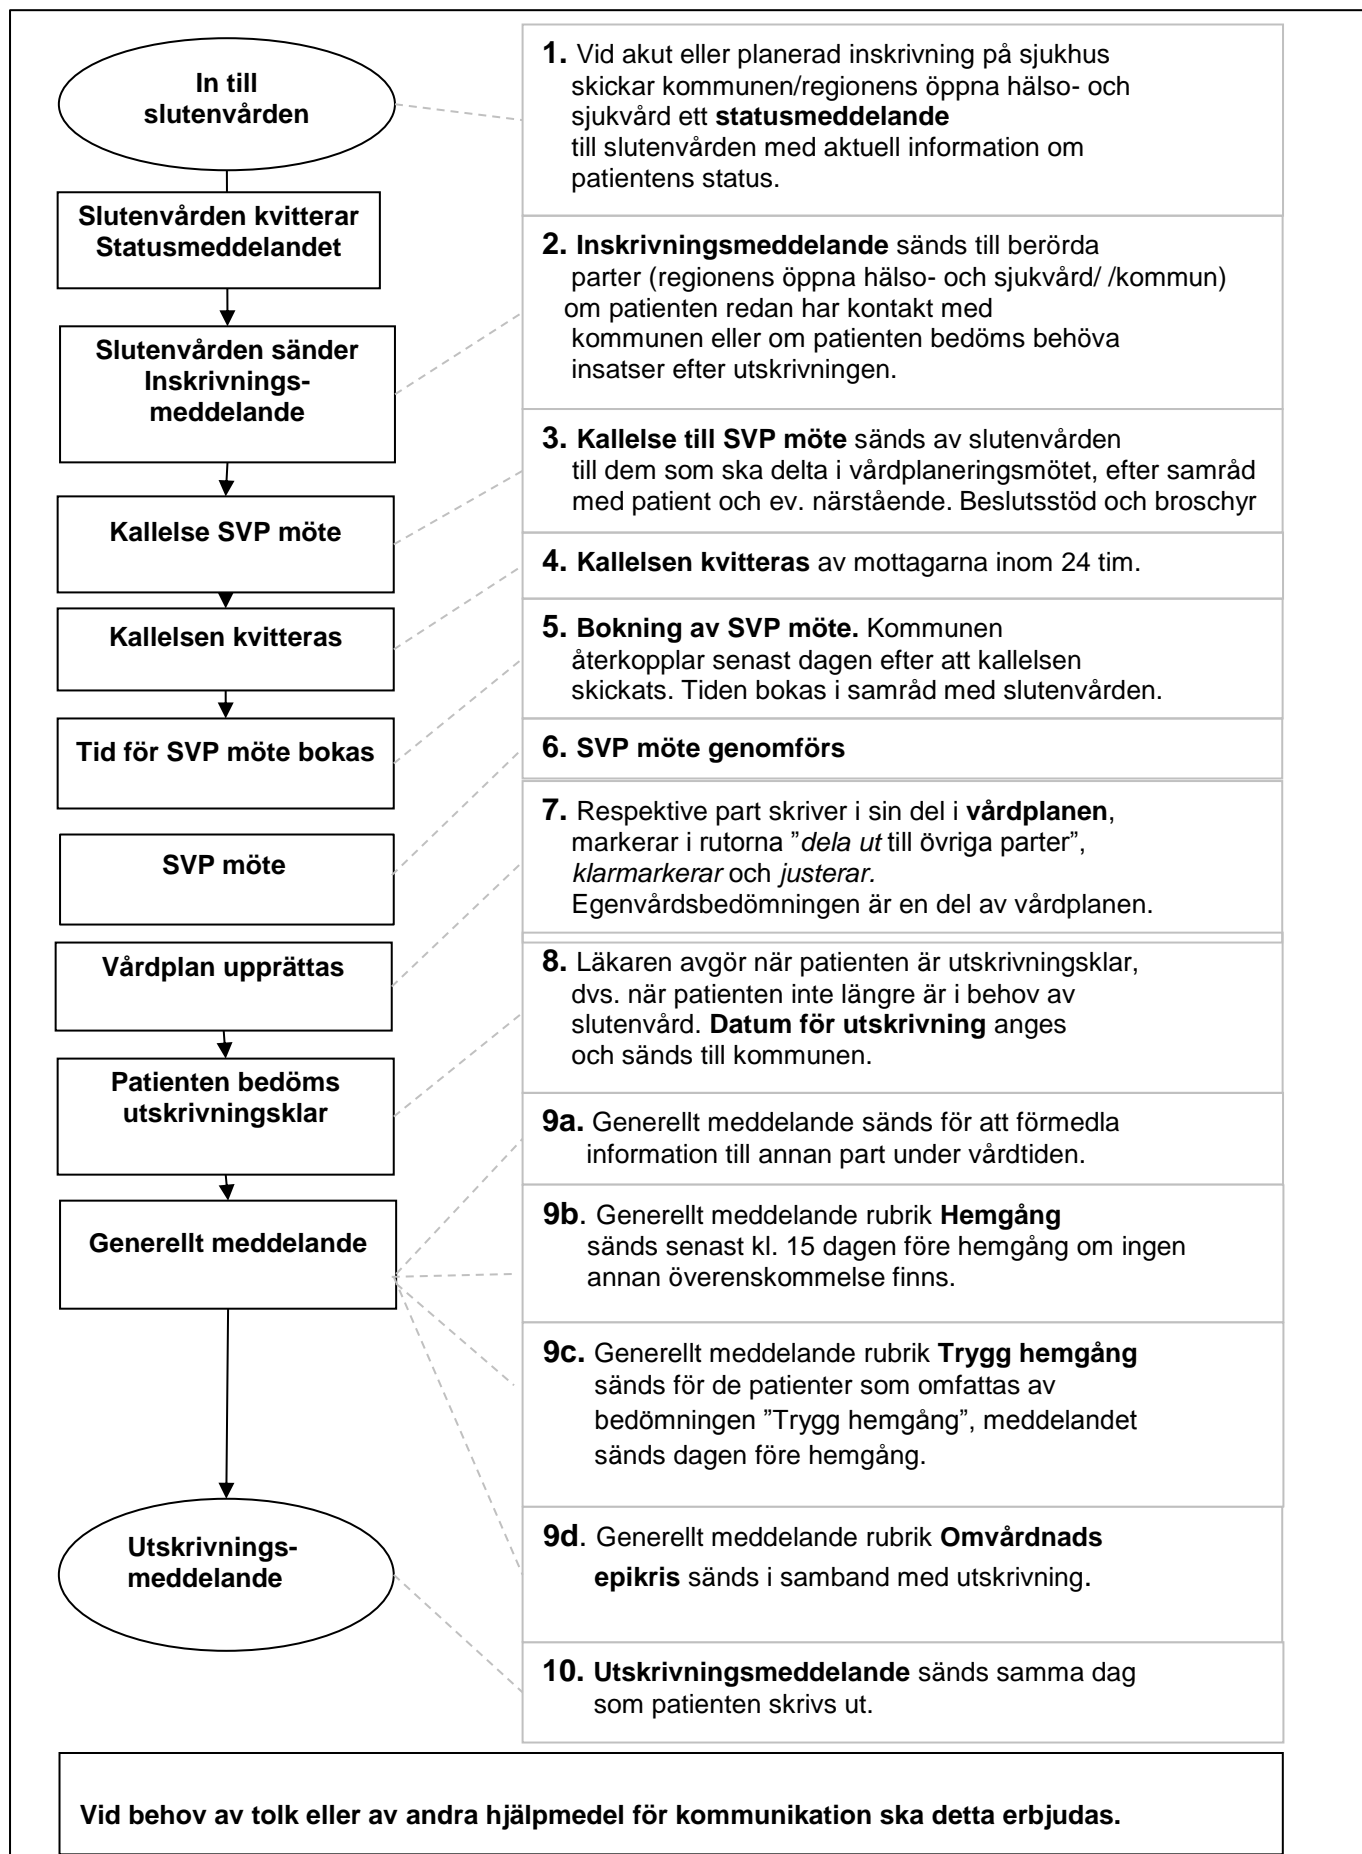 In till
slutenvården
Slutenvården kvitterar
Statusmeddelandet
Slutenvården sänder
Inskrivnings-
meddelande
Kallelse SVP möte
Kallelsen kvitteras
Tid för SVP möte bokas
SVP möte
Vårdplan upprättas
Patienten bedöms
utskrivningsklar
Generellt meddelande
Utskrivnings-
meddelande
1. Vid akut eller planerad inskrivning på sjukhus
skickar kommunen/regionens öppna hälso- och
sjukvård ett statusmeddelande
till slutenvården med aktuell information om
patientens status.
2. Inskrivningsmeddelande sänds till berörda
parter (regionens öppna hälso- och sjukvård/ /kommun)
om patienten redan har kontakt med
kommunen eller om patienten bedöms behöva
insatser efter utskrivningen.
3. Kallelse till SVP möte sänds av slutenvården
till dem som ska delta i vårdplaneringsmötet, efter samråd
med patient och ev. närstående. Beslutsstöd och broschyr
4. Kallelsen kvitteras av mottagarna inom 24 tim.
5. Bokning av SVP möte. Kommunen
återkopplar senast dagen efter att kallelsen
skickats. Tiden bokas i samråd med slutenvården.
6. SVP möte genomförs
7. Respektive part skriver i sin del i vårdplanen,
markerar i rutorna ”dela ut till övriga parter”,
klarmarkerar och justerar.
Egenvårdsbedömningen är en del av vårdplanen.
8. Läkaren avgör när patienten är utskrivningsklar,
dvs. när patienten inte längre är i behov av
slutenvård. Datum för utskrivning anges
och sänds till kommunen.
9a. Generellt meddelande sänds för att förmedla
information till annan part under vårdtiden.
9b. Generellt meddelande rubrik Hemgång
sänds senast kl. 15 dagen före hemgång om ingen
annan överenskommelse finns.
9c. Generellt meddelande rubrik Trygg hemgång
sänds för de patienter som omfattas av
bedömningen ”Trygg hemgång”, meddelandet
sänds dagen före hemgång.
9d. Generellt meddelande rubrik Omvårdnads
epikris sänds i samband med utskrivning.
10. Utskrivningsmeddelande sänds samma dag
som patienten skrivs ut.
Vid behov av tolk eller av andra hjälpmedel för kommunikation ska detta erbjudas.